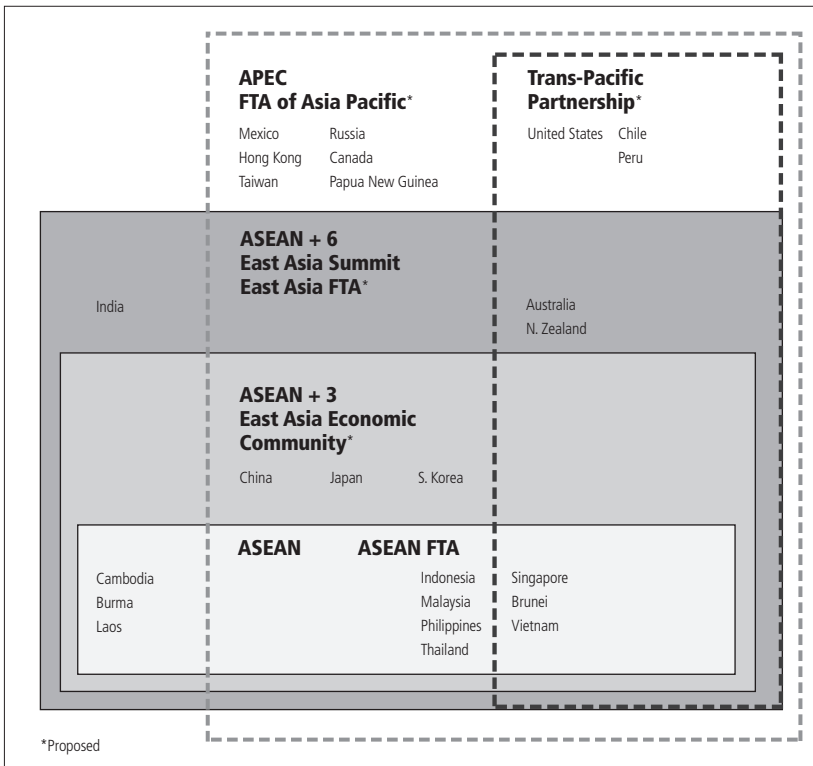 APEC
FTA of Asia Pacific*
Mexico Russia
Hong Kong Canada
Taiwan Papua New Guinea
Trans-Pacific
Partnership*
United States Chile
Peru
ASEAN + 6
East Asia Summit
East Asia FTA*
India
Australia
N. Zealand
ASEAN + 3
East Asia Economic
Community*
China Japan S. Korea
ASEAN ASEAN FTA
Cambodia
Burma
Laos
Indonesia
Malaysia
Philippines
Thailand
Singapore
Brunei
Vietnam
*Proposed